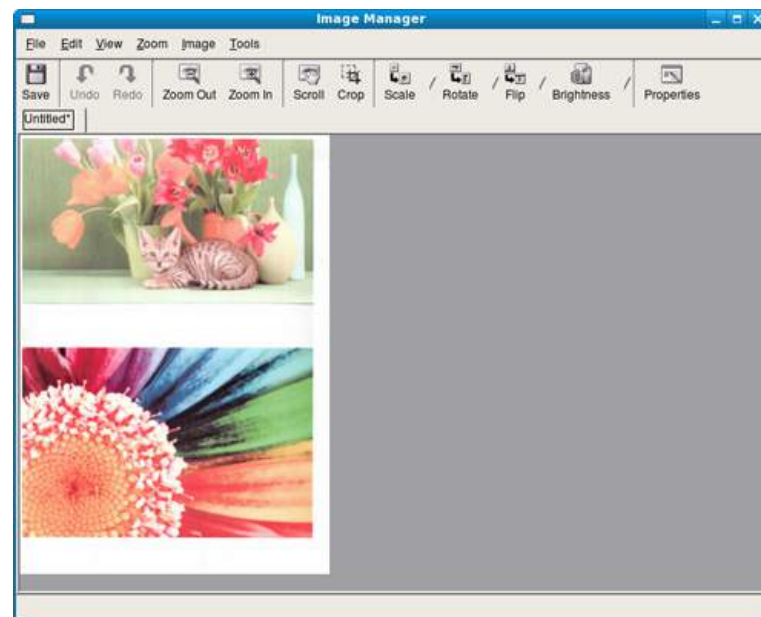 Image Manager
File Edit View Zoom Image Tools
Save Undo Redo Zoom Out Zoom In Scroll Crop Scale / Rotate / Flip / Brightness / Properties
Untitled*